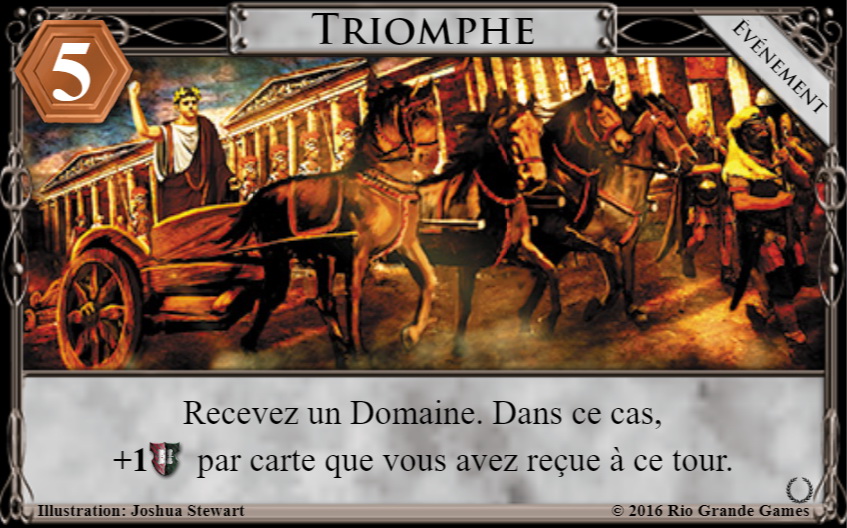 5
TRIOMPHE
ÉVÉNEMENT
Recevez un Domaine. Dans ce cas,
+1 par carte que vous avez reçue à ce tour.
Illustration: Joshua Stewart
© 2016 Rio Grande Games